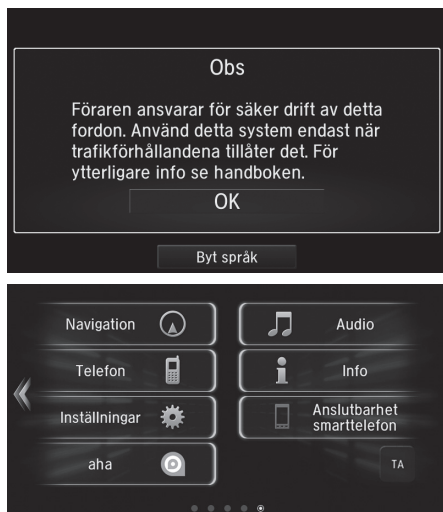 Obs
Föraren ansvarar för säker drift av detta
fordon. Använd detta system endast när
trafikförhållandena tillåter det. För
ytterligare info se handboken.
OK
Byt språk
Navigation
Audio
Telefon
Info
Inställningar
Anslutbarhet
smarttelefon
aha
TA